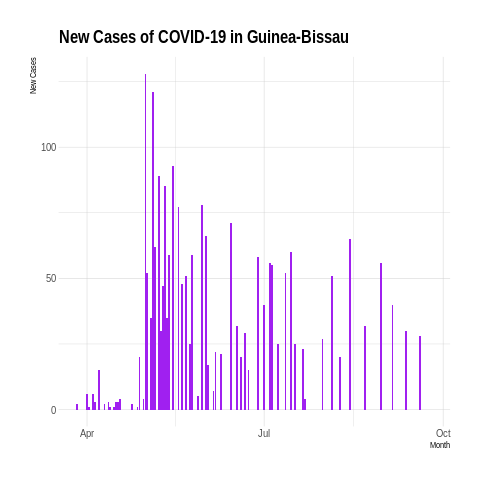 New Cases of COVID-19 in Guinea-Bissau
New Cases
100
50
0
Apr
Jul
Oct
Month